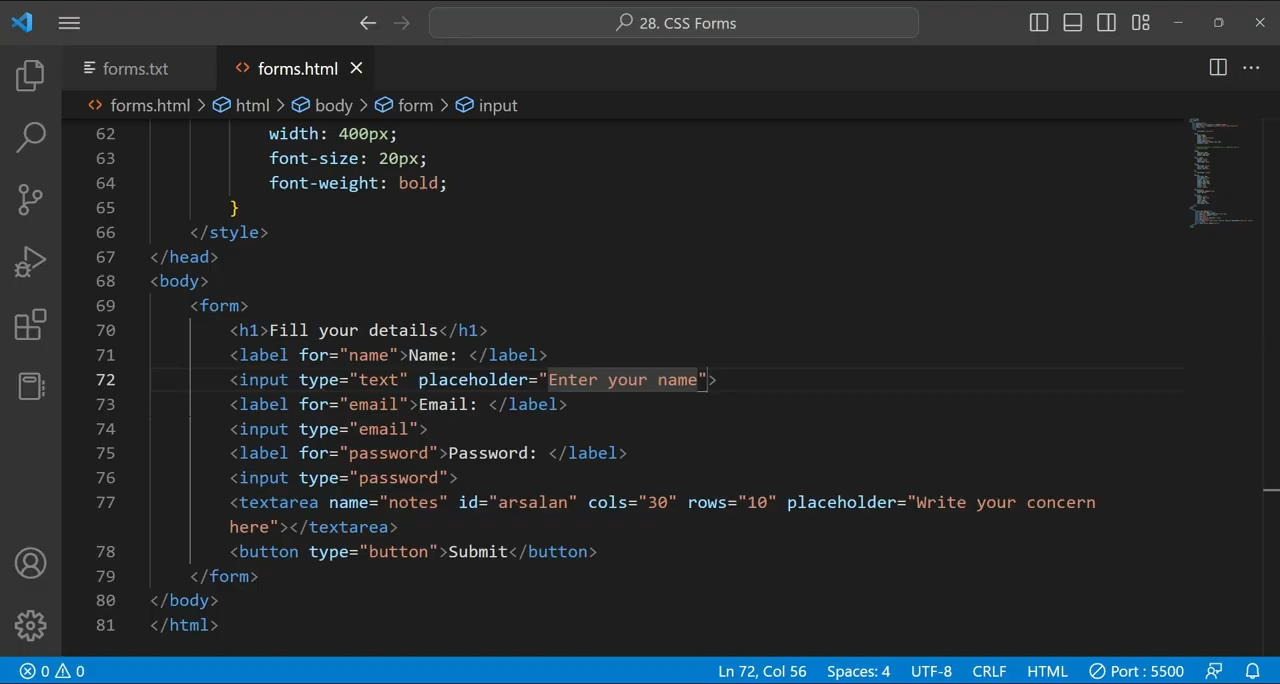 28. CSS Forms
forms.txt
forms.html
forms.html > html > body > form > input
62 width: 400px;
63 font-size: 20px;
64 font-weight: bold;
65 }
66 </style>
67 </head>
68 <body>
69 <form>
70 <h1>Fill your details</h1>
71 <label for="name">Name: </label>
72 <input type="text" placeholder="Enter your name">
73 <label for="email">Email: </label>
74 <input type="email">
75 <label for="password">Password: </label>
76 <input type="password">
77 <textarea name="notes" id="arsalan" cols="30" rows="10" placeholder="Write your concern
here"></textarea>
78 <button type="button">Submit</button>
79 </form>
80 </body>
81 </html>
0 0 Ln 72, Col 56 Spaces: 4 UTF-8 CRLF HTML Port : 5500